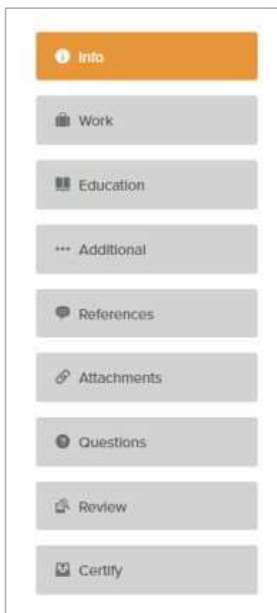 Info
Work
Education
Additional
References
Attachments
Questions
Review
Certify